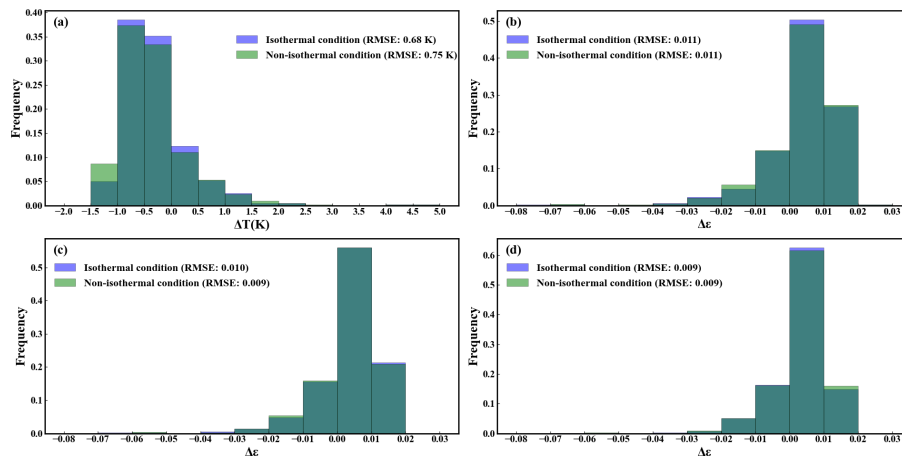 (a)
Isothermal condition (RMSE: 0.68 K)
Non-isothermal condition (RMSE: 0.75 K)
Frequency
0.40
0.35
0.30
0.25
0.20
0.15
0.10
0.05
0.00
−2.0 −1.5 −1.0 −0.5 0.0 0.5 1.0 1.5 2.0 2.5 3.0 3.5 4.0 4.5 5.0
ΔT(K)
(b)
Isothermal condition (RMSE: 0.011)
Non-isothermal condition (RMSE: 0.011)
Frequency
0.5
0.4
0.3
0.2
0.1
0.0
−0.08 −0.07 −0.06 −0.05 −0.04 −0.03 −0.02 −0.01 0.00 0.01 0.02 0.03
Δε
(c)
Isothermal condition (RMSE: 0.010)
Non-isothermal condition (RMSE: 0.009)
Frequency
0.5
0.4
0.3
0.2
0.1
0.0
−0.08 −0.07 −0.06 −0.05 −0.04 −0.03 −0.02 −0.01 0.00 0.01 0.02 0.03
Δε
(d)
Isothermal condition (RMSE: 0.009)
Non-isothermal condition (RMSE: 0.009)
Frequency
0.6
0.5
0.4
0.3
0.2
0.1
0.0
−0.08 −0.07 −0.06 −0.05 −0.04 −0.03 −0.02 −0.01 0.00 0.01 0.02 0.03
Δε